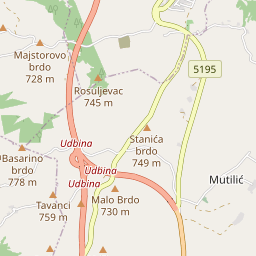 Majstorovo
brdo
728 m
Rosuljevac
745 m
5195
Udbina
Stanića
brdo
749 m
Basarino
brdo
778 m
Udbina
Udbina
Mutilić
Tavanci
759 m
Malo Brdo
730 m